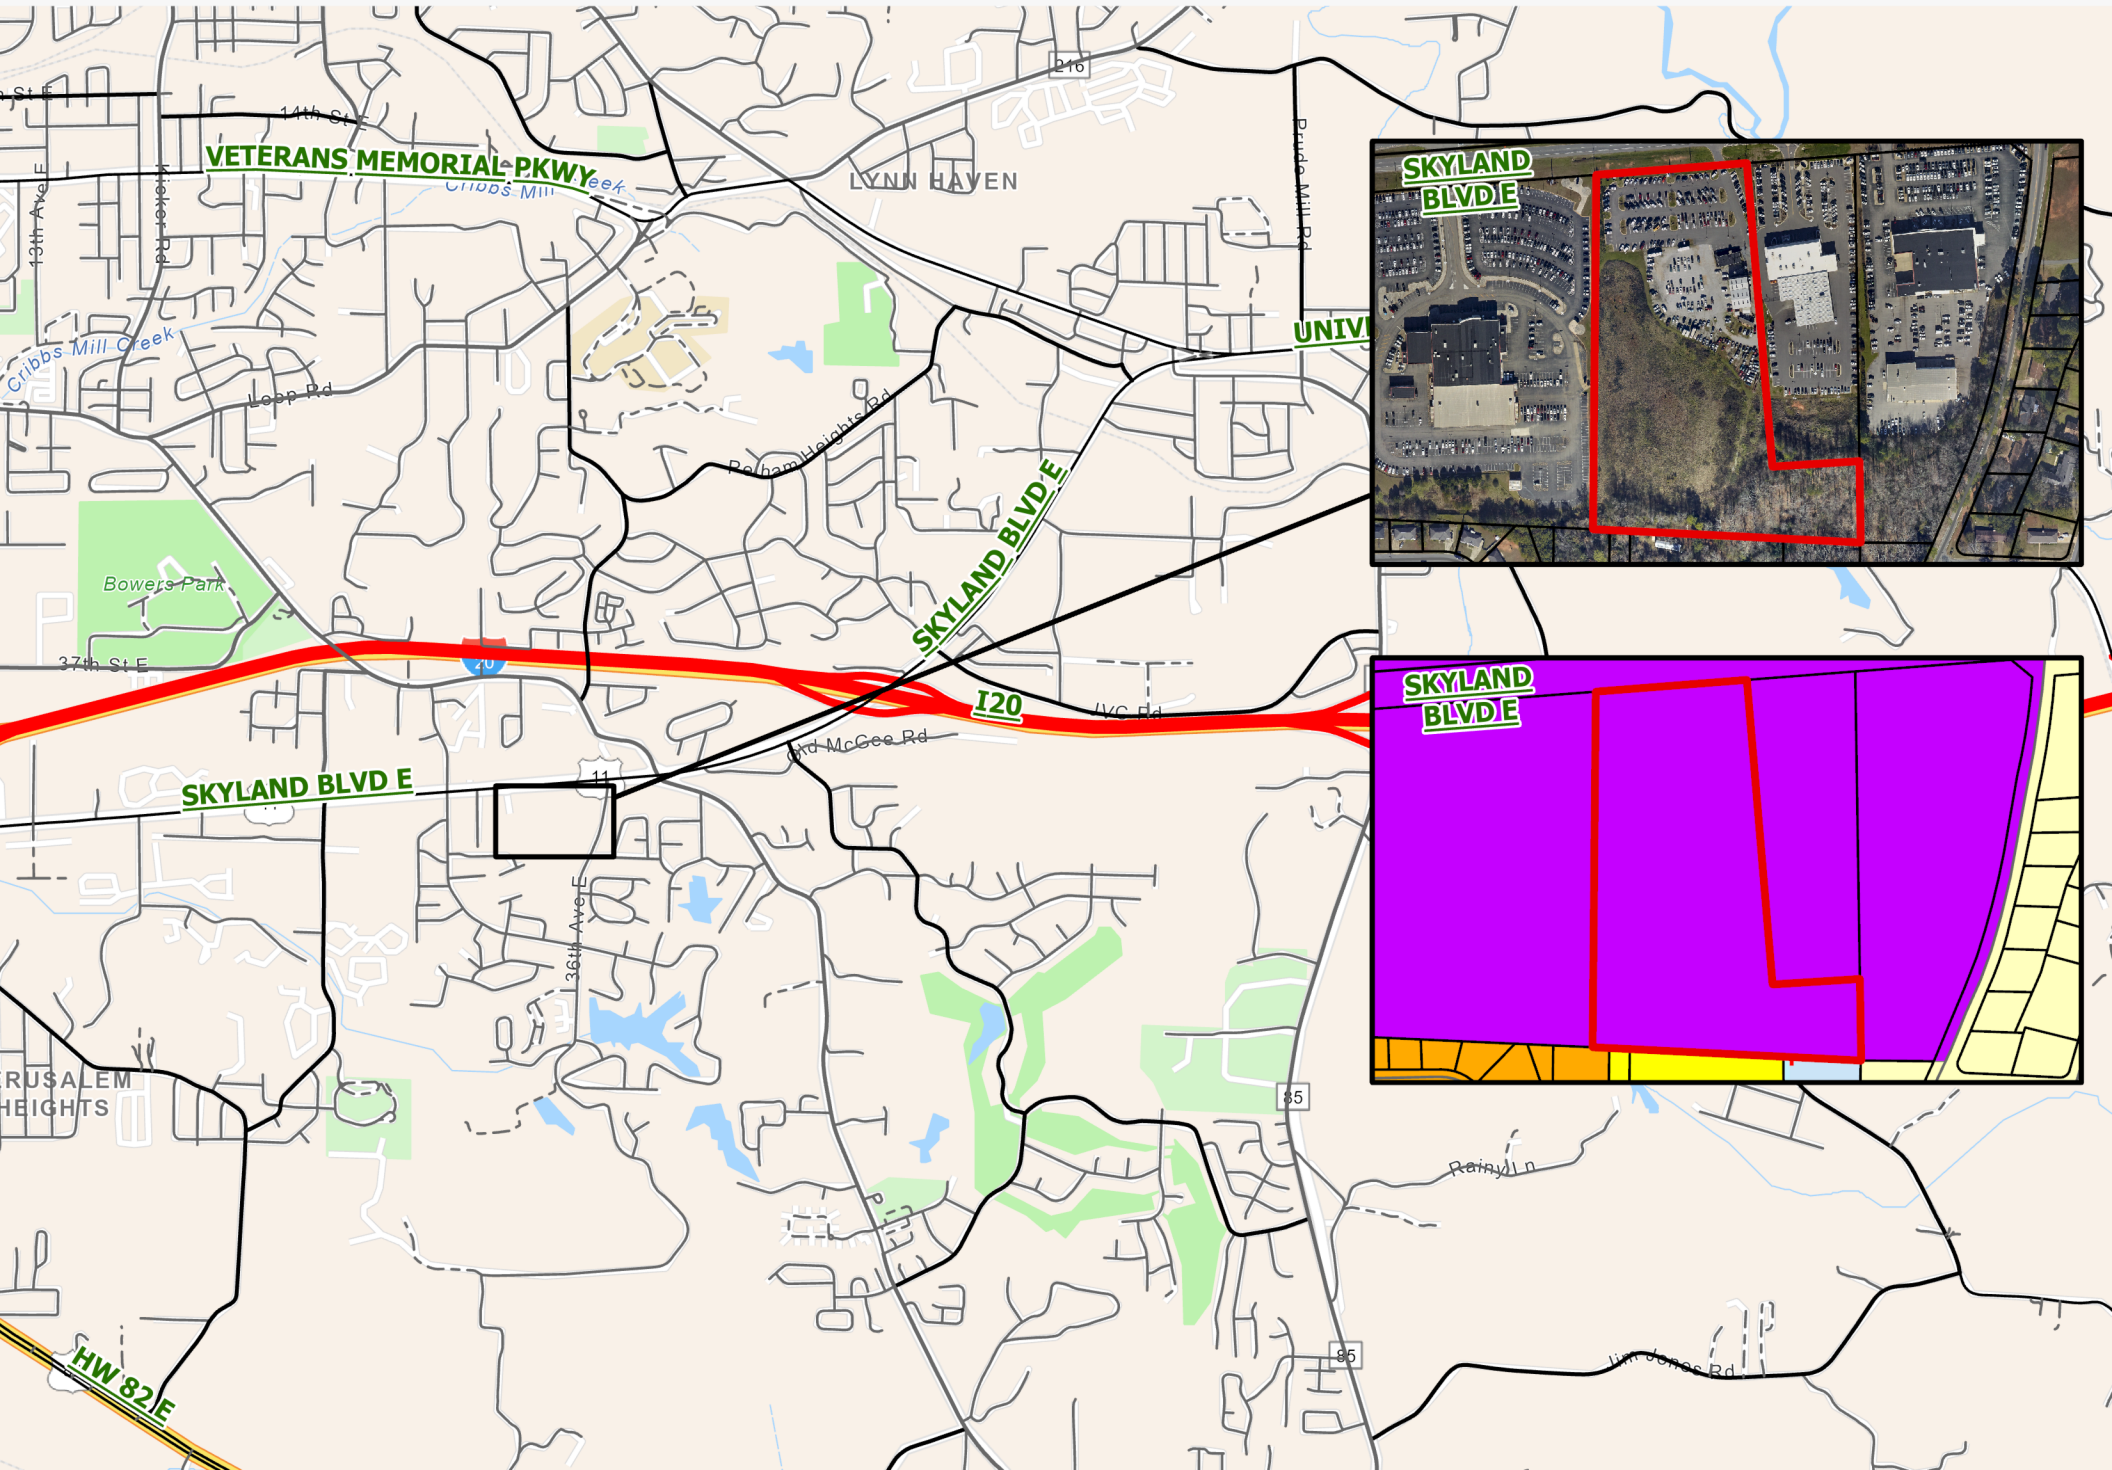 216
St E
14th St E
VETERANS MEMORIAL PKWY
Cribbs Mill Creek
LYNN HAVEN
Prude Mill Rd
13th Ave E
Kicker Rd
SKYLAND
BLVD E
Cribbs Mill Creek
Loop Rd
Pelham Heights Rd
SKYLAND BLVD E
Bowers Park
37th St E
20
I20
JVC Rd
Old McGee Rd
11
SKYLAND BLVD E
SKYLAND
BLVD E
36th Ave E
HEIGHTS
85
Rainy Ln
85
Jim Jones Rd
HW 82 E